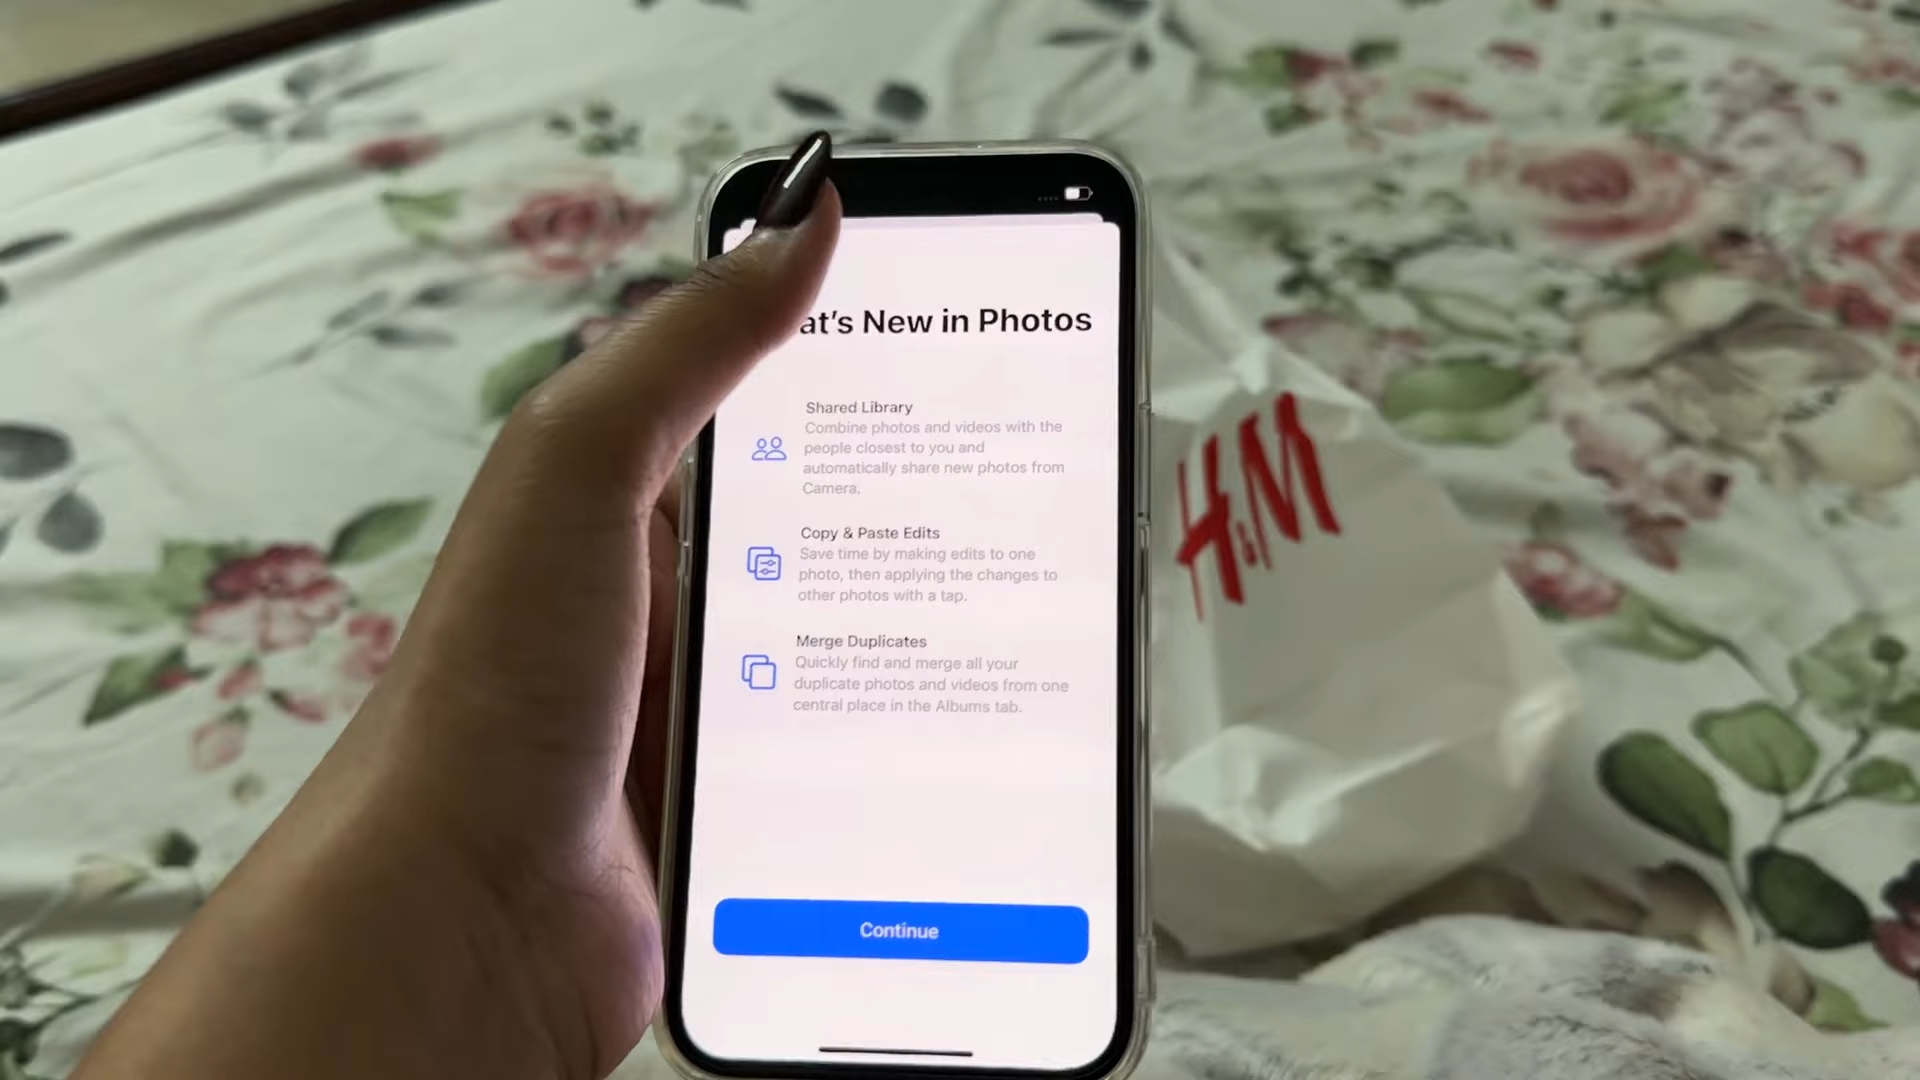 at's New in Photos
Shared Library
Combine photos and videos with the
people closest to you and
automatically share new photos from
Camera.
Copy & Paste Edits
Save time by making edits to one
photo, then applying the changes to
other photos with a tap.
Merge Duplicates
Quickly find and merge all your
duplicate photos and videos from one
central place in the Albums tab.
Continue
H&M